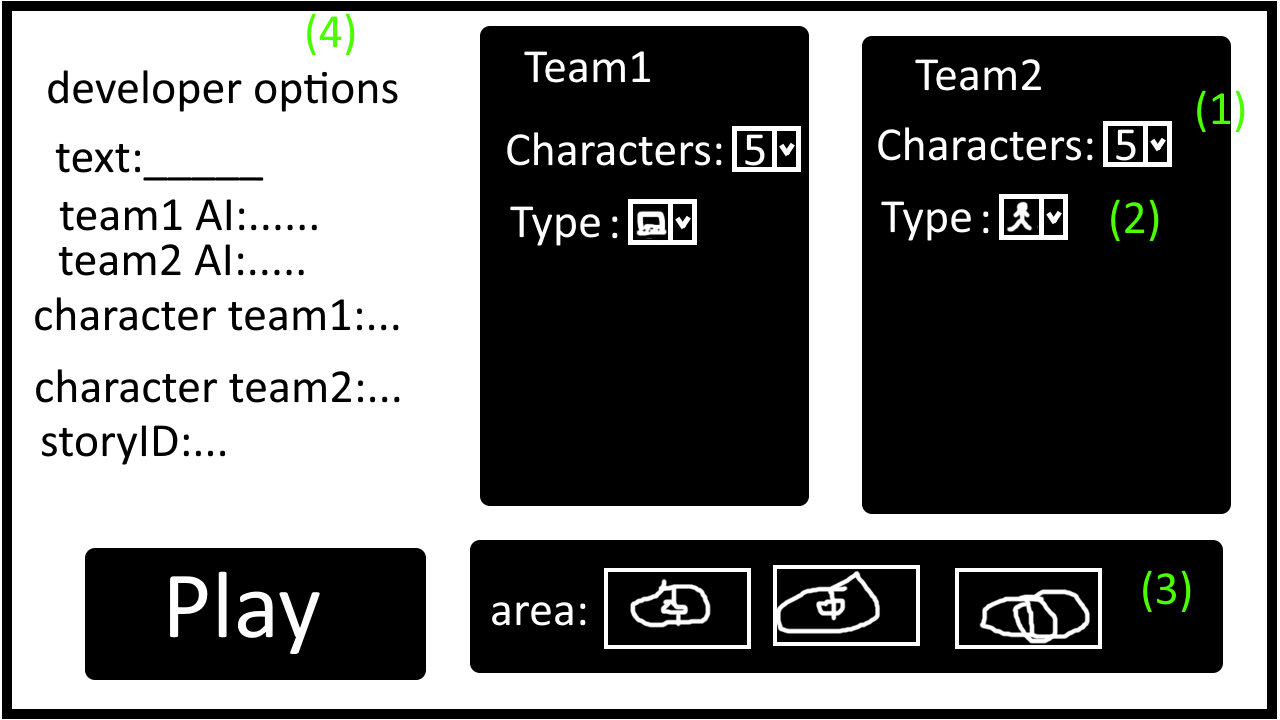 (4)
developer options
text:_____
team1 AI:......
team2 AI:.....
character team1:...
character team2:...
storyID:...
Play
Team1
Characters: 5
Type :
Team2
(1)
Characters: 5
Type :
(2)
area:
(3)